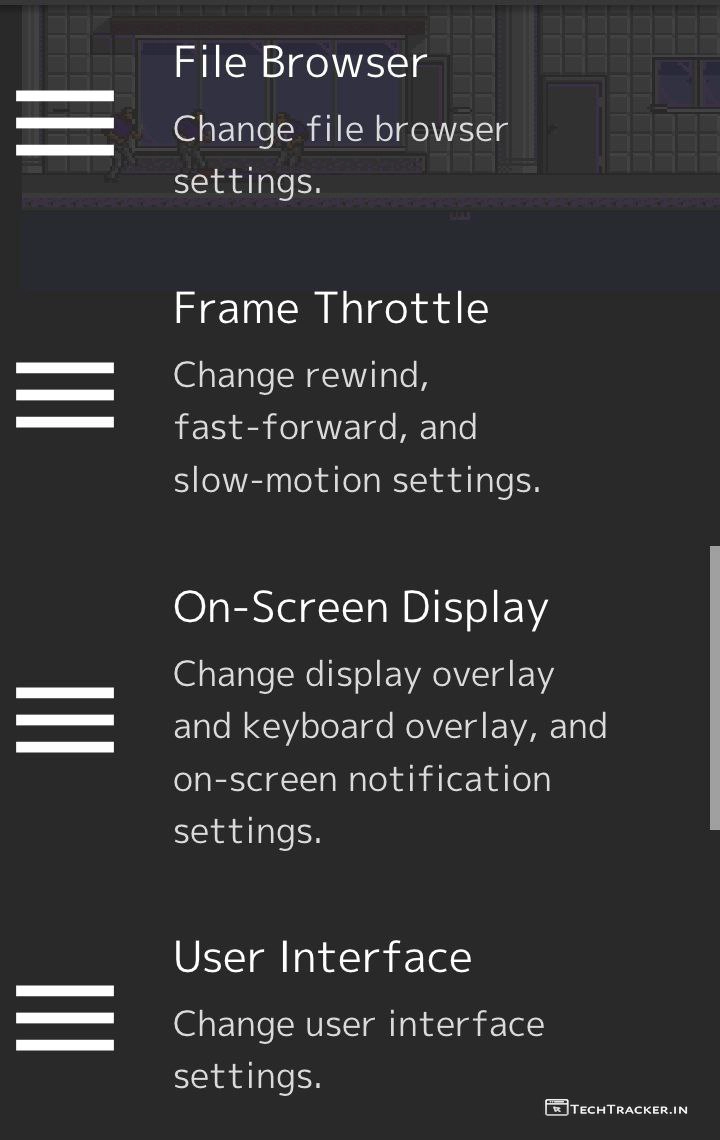 File Browser
Change file browser
settings.
Frame Throttle
Change rewind,
fast-forward, and
slow-motion settings.
On-Screen Display
Change display overlay
and keyboard overlay, and
on-screen notification
settings.
User Interface
Change user interface
settings.
TECHTRACKER.IN